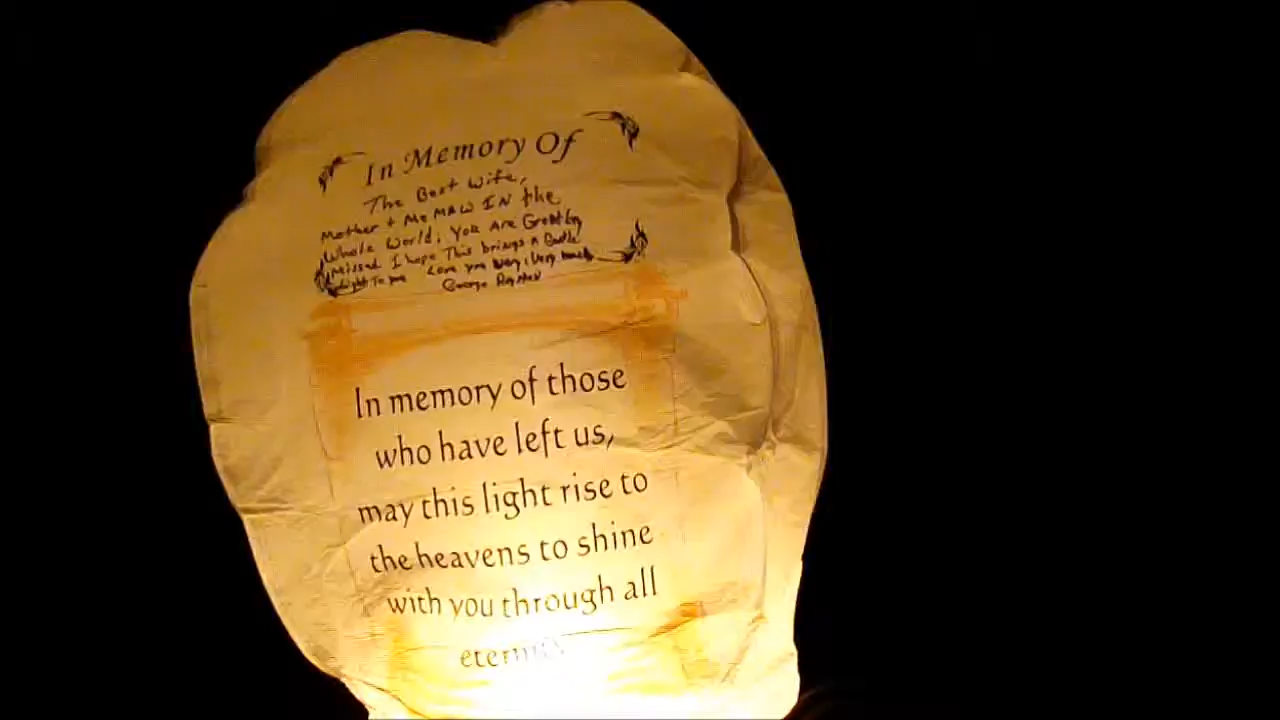 In Memory Of
The Best Wife,
Mother + MeMAW IN the
Whole World, You Are Greatly
Missed I hope This brings A
light To you Love you Very, Very much
George
In memory of those
who have left us,
may this light rise to
the heavens to shine
with you through all
eternity